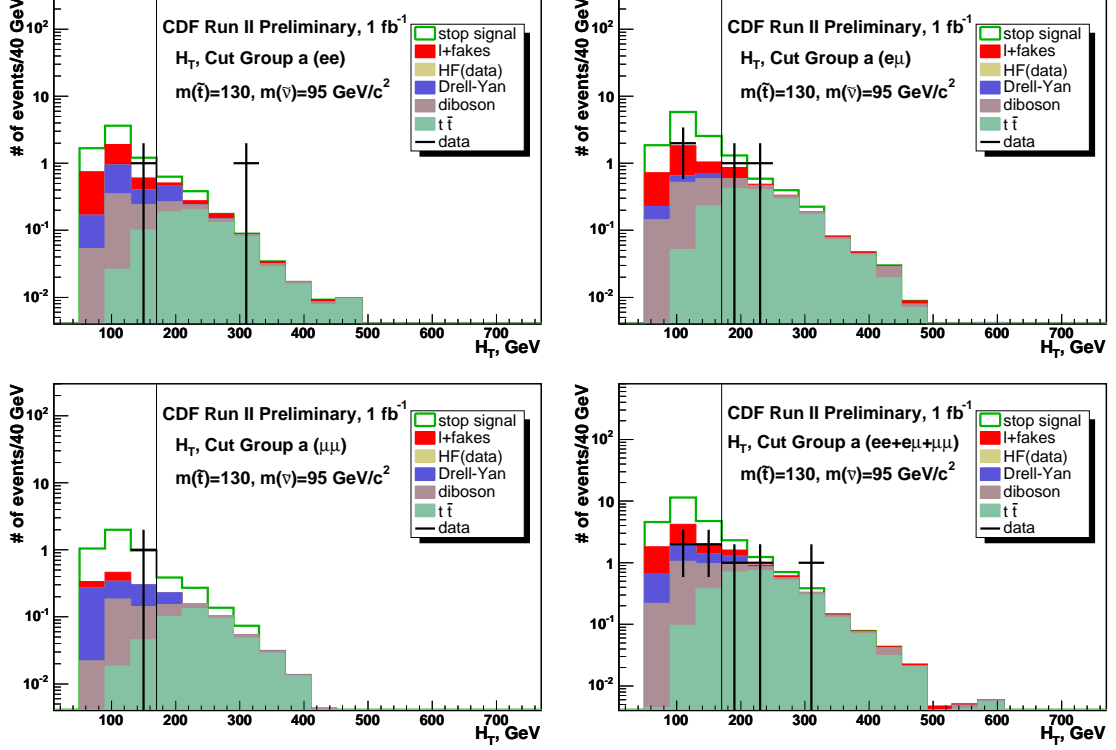 # of events/40 GeV
10²
10
1
10⁻¹
10⁻²
CDF Run II Preliminary, 1 fb⁻¹
H_T, Cut Group a (ee)
m(t̃)=130, m(ν̃)=95 GeV/c²
stop signal
l+fakes
HF(data)
Drell-Yan
diboson
t t̄
data
100 200 300 400 500 600 700
H_T, GeV
# of events/40 GeV
10²
10
1
10⁻¹
10⁻²
CDF Run II Preliminary, 1 fb⁻¹
H_T, Cut Group a (eμ)
m(t̃)=130, m(ν̃)=95 GeV/c²
stop signal
l+fakes
HF(data)
Drell-Yan
diboson
t t̄
data
100 200 300 400 500 600 700
H_T, GeV
# of events/40 GeV
10²
10
1
10⁻¹
10⁻²
CDF Run II Preliminary, 1 fb⁻¹
H_T, Cut Group a (μμ)
m(t̃)=130, m(ν̃)=95 GeV/c²
stop signal
l+fakes
HF(data)
Drell-Yan
diboson
t t̄
data
100 200 300 400 500 600 700
H_T, GeV
# of events/40 GeV
10²
10
1
10⁻¹
10⁻²
CDF Run II Preliminary, 1 fb⁻¹
H_T, Cut Group a (ee+eμ+μμ)
m(t̃)=130, m(ν̃)=95 GeV/c²
stop signal
l+fakes
HF(data)
Drell-Yan
diboson
t t̄
data
100 200 300 400 500 600 700
H_T, GeV